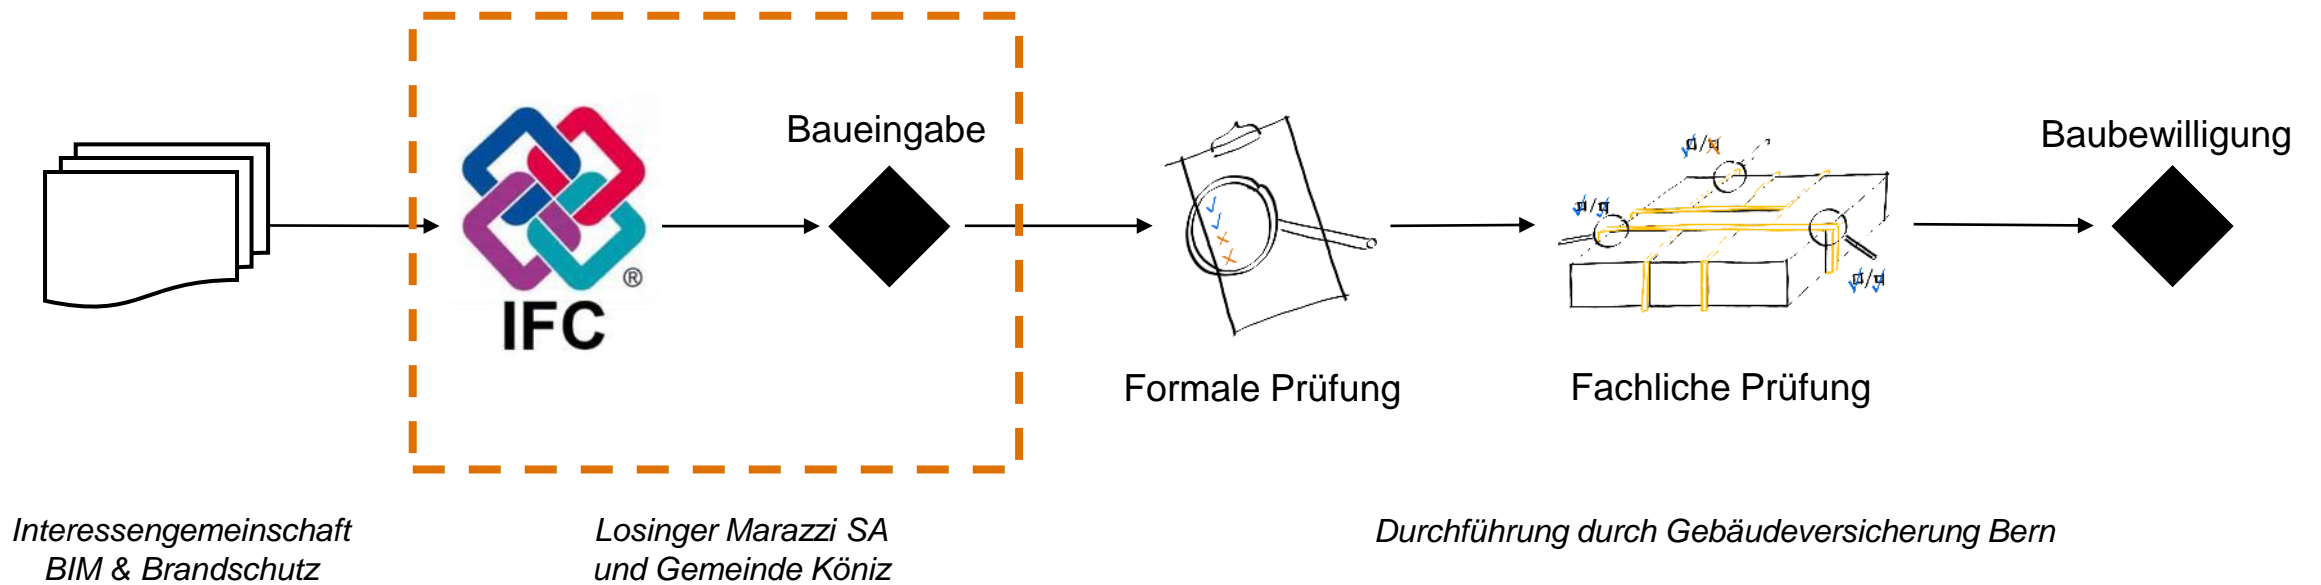 Baueingabe
Baubewilligung
®
IFC
Formale Prüfung
Fachliche Prüfung
Interessengemeinschaft
BIM & Brandschutz
Losinger Marazzi SA
und Gemeinde Köniz
Durchführung durch Gebäudeversicherung Bern